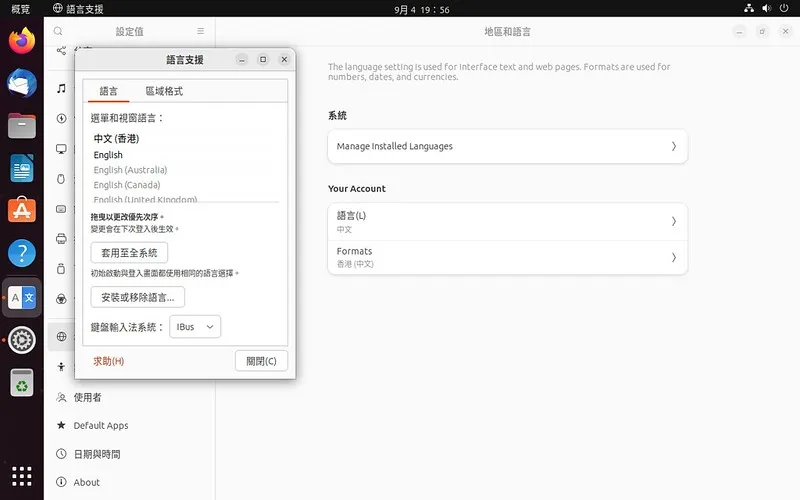 概覽
語言支援
9月 4 19：56
設定值
地區和語言
語言支援
語言
區域格式
選單和視窗語言：
中文 (香港)
English
English (Australia)
English (Canada)
English (United Kingdom)
拖曳以更改優先次序。
變更會在下次登入後生效。
套用至全系統
初始啟動與登入畫面都使用相同的語言選擇。
安裝或移除語言...
鍵盤輸入法系統：
IBus
求助(H)
關閉(C)
使用者
Default Apps
日期與時間
About
The language setting is used for interface text and web pages. Formats are used for
numbers, dates, and currencies.
系統
Manage Installed Languages
Your Account
語言(L)
中文
Formats
香港 (中文)